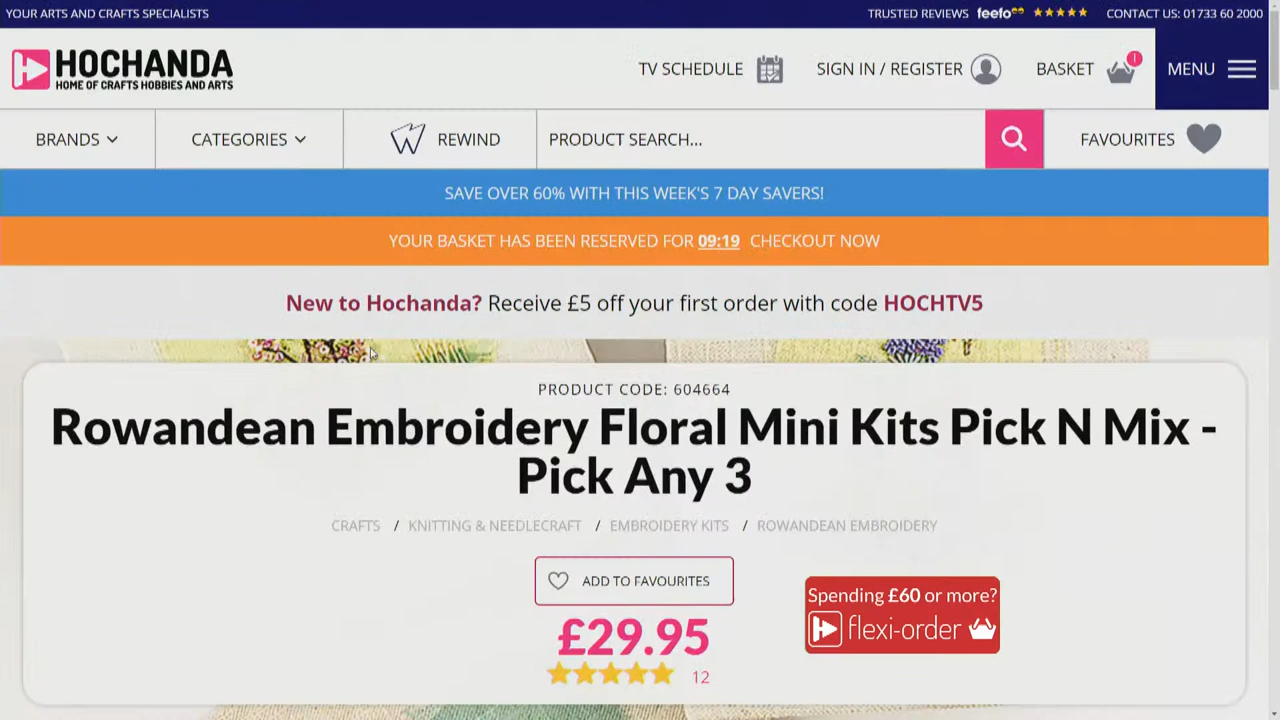 YOUR ARTS AND CRAFTS SPECIALISTS
TRUSTED REVIEWS feefo CONTACT US: 01733 60 2000
HOCHANDA
HOME OF CRAFTS HOBBIES AND ARTS
TV SCHEDULE SIGN IN / REGISTER BASKET 1 MENU
BRANDS CATEGORIES REWIND PRODUCT SEARCH... FAVOURITES
SAVE OVER 60% WITH THIS WEEK'S 7 DAY SAVERS!
YOUR BASKET HAS BEEN RESERVED FOR 09:19 CHECKOUT NOW
New to Hochanda? Receive £5 off your first order with code HOCHTV5
PRODUCT CODE: 604664
Rowandean Embroidery Floral Mini Kits Pick N Mix -
Pick Any 3
CRAFTS / KNITTING & NEEDLECRAFT / EMBROIDERY KITS / ROWANDEAN EMBROIDERY
ADD TO FAVOURITES
Spending £60 or more?
flexi-order
£29.95
12